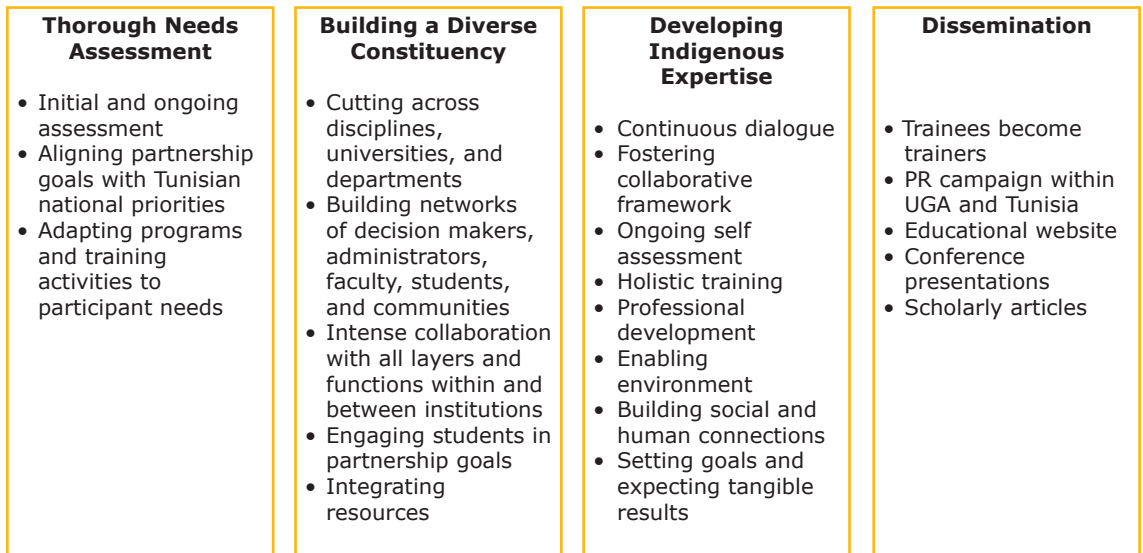 Thorough Needs
Assessment
• Initial and ongoing
assessment
• Aligning partnership
goals with Tunisian
national priorities
• Adapting programs
and training
activities to
participant needs
Building a Diverse
Constituency
• Cutting across
disciplines,
universities, and
departments
• Building networks
of decision makers,
administrators,
faculty, students,
and communities
• Intense collaboration
with all layers and
functions within and
between institutions
• Engaging students in
partnership goals
• Integrating
resources
Developing
Indigenous
Expertise
• Continuous dialogue
• Fostering
collaborative
framework
• Ongoing self
assessment
• Holistic training
• Professional
development
• Enabling
environment
• Building social and
human connections
• Setting goals and
expecting tangible
results
Dissemination
• Trainees become
trainers
• PR campaign within
UGA and Tunisia
• Educational website
• Conference
presentations
• Scholarly articles